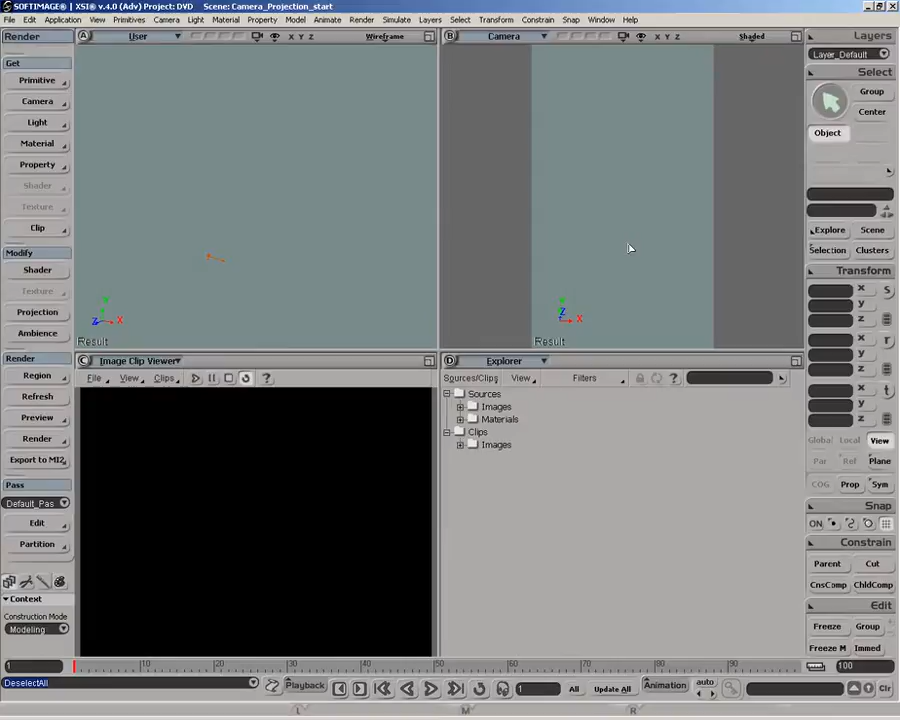 SOFTIMAGE® | XSI® v.4.0 (Adv) Project: DVD Scene: Camera_Projection_start
File Edit Application View Primitives Camera Light Material Property Model Animate Render Simulate Layers Select Transform Constrain Snap Windows Help
Render
Get
Primitive
Camera
Light
Material
Property
Shader
Texture
Clip
Modify
Shader
Texture
Projection
Ambience
Render
Region
Refresh
Preview
Render
Export to MI2
Pass
Default_Pas
Edit
Partition
Context
Construction Mode
Modeling
A User X Y Z Wireframe
Y
Z X
Result
B Camera X Y Z Shaded
Z
X
Result
C Image Clip Viewer
File View Clips ?
D Explorer
Sources/Clips View Filters ?
Sources
Images
Materials
Clips
Images
Layers
Layer_Default
Select
Group
Center
Object
Explore Scene
Selection Clusters
Transform
x S
y
z
x r
y
z
x t
y
z
Global Local View
Par Ref Plane
COG Prop Sym
Snap
ON
Constrain
Parent Cut
CnsComp ChldComp
Edit
Freeze Group
Freeze M Immed
1 10 20 30 40 50 60 70 80 90 100
DeselectAll
Playback 1 All Update All Animation auto Clr
L M R